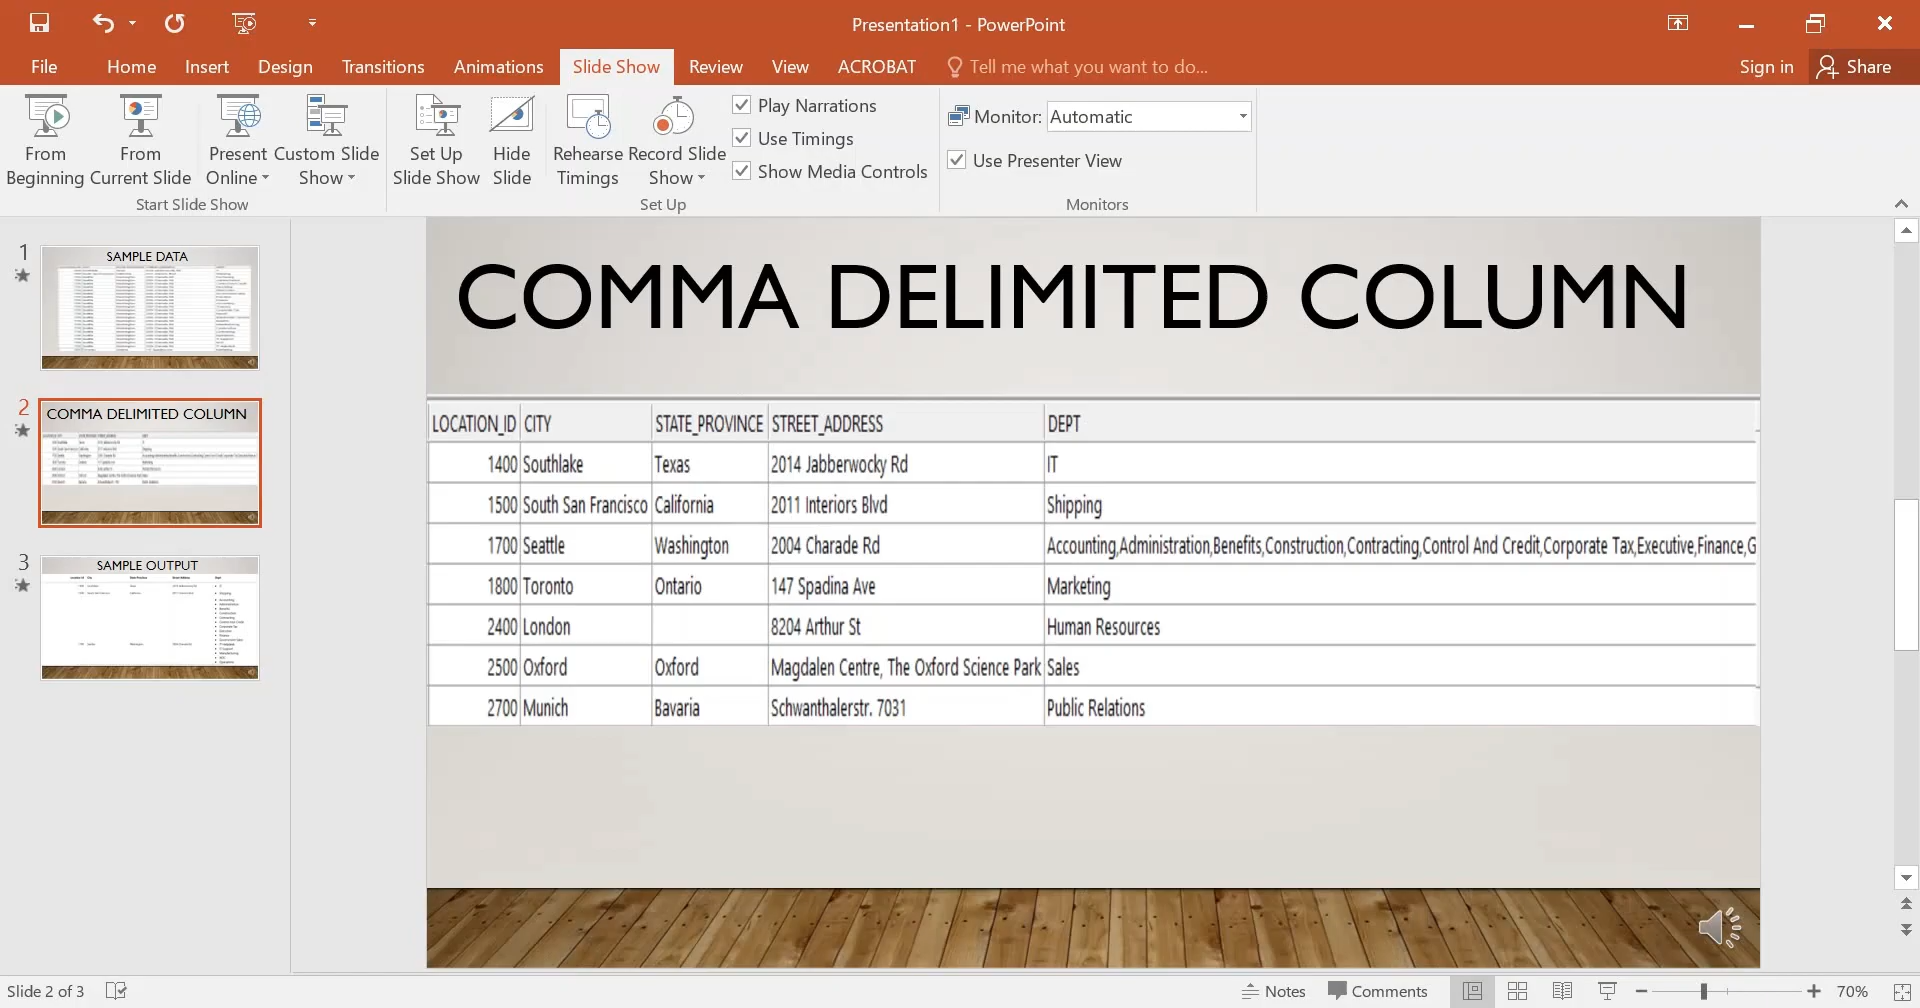 Presentation1 - PowerPoint
File Home Insert Design Transitions Animations Slide Show Review View ACROBAT Tell me what you want to do... Sign in Share
From Beginning
From Current Slide
Present Online
Custom Slide Show
Start Slide Show
Set Up Slide Show
Hide Slide
Rehearse Timings
Record Slide Show
Play Narrations
Use Timings
Show Media Controls
Set Up
Monitor: Automatic
Use Presenter View
Monitors
1
SAMPLE DATA
2
COMMA DELIMITED COLUMN
3
SAMPLE OUTPUT
COMMA DELIMITED COLUMN
LOCATION_ID CITY STATE_PROVINCE STREET_ADDRESS DEPT
1400 Southlake Texas 2014 Jabberwocky Rd IT
1500 South San Francisco California 2011 Interiors Blvd Shipping
1700 Seattle Washington 2004 Charade Rd Accounting,Administration,Benefits,Construction,Contracting,Control And Credit,Corporate Tax,Executive,Finance,G
1800 Toronto Ontario 147 Spadina Ave Marketing
2400 London 8204 Arthur St Human Resources
2500 Oxford Oxford Magdalen Centre, The Oxford Science Park Sales
2700 Munich Bavaria Schwanthalerstr. 7031 Public Relations
Slide 2 of 3 Notes Comments 70%